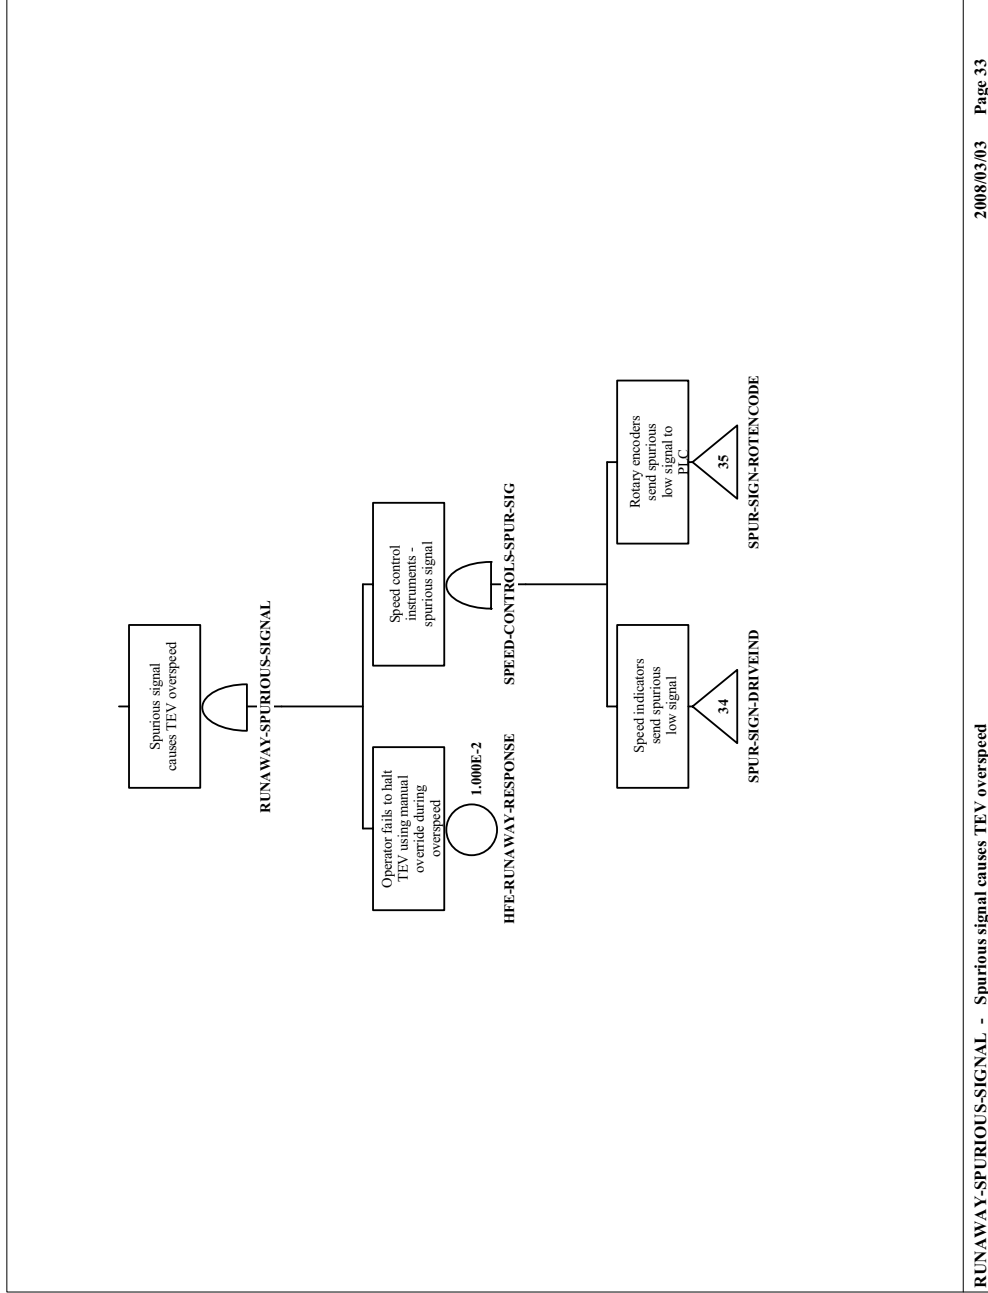 Spurious signal
causes TEV overspeed
RUNAWAY-SPURIOUS-SIGNAL
Operator fails to halt
TEV using manual
override during
overspeed
1.000E-2
HFE-RUNAWAY-RESPONSE
Speed control
instruments -
spurious signal
SPEED-CONTROLS-SPUR-SIG
Speed indicators
send spurious
low signal
34
SPUR-SIGN-DRIVEIND
Rotary encoders
send spurious
low signal to
PLC
35
SPUR-SIGN-ROTENCODE
RUNAWAY-SPURIOUS-SIGNAL - Spurious signal causes TEV overspeed 2008/03/03 Page 33